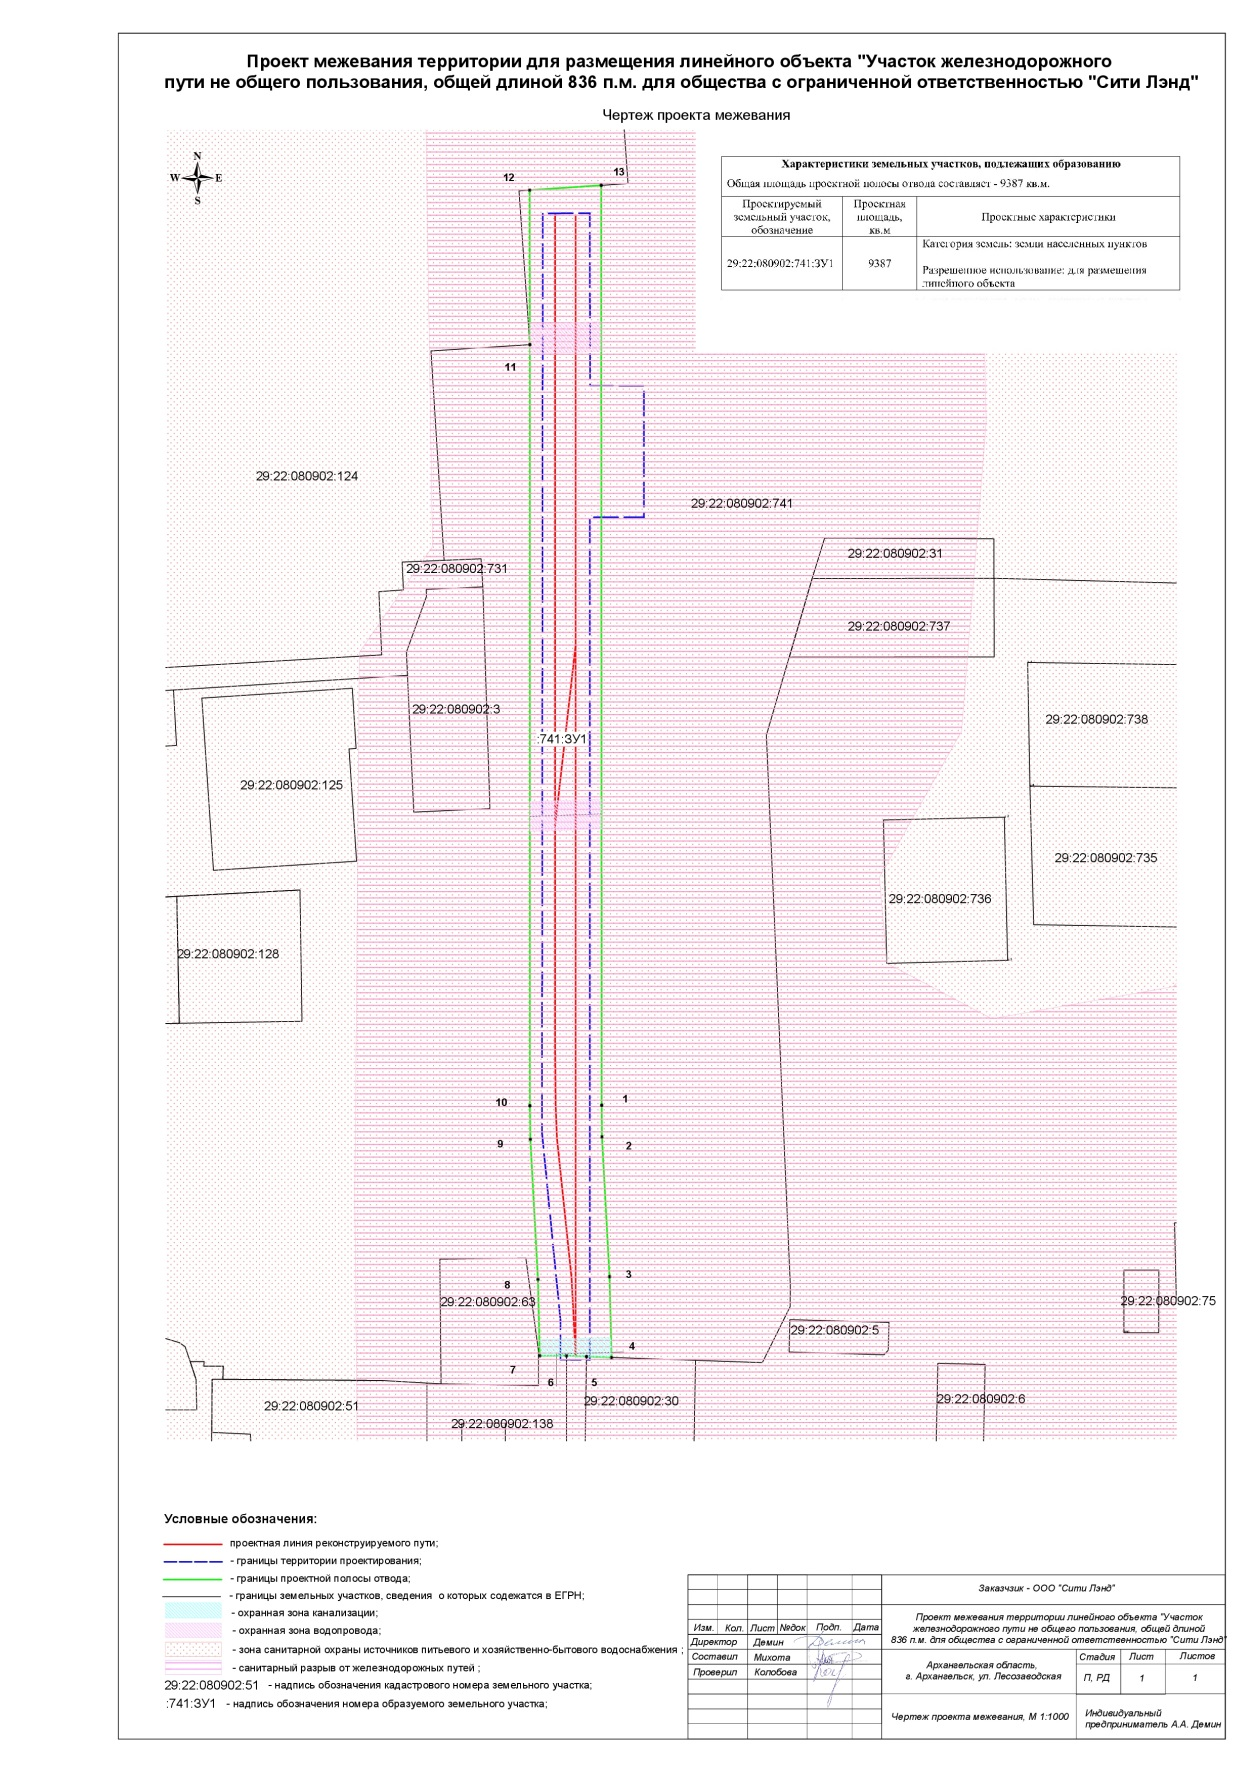 Проект межевания территории для размещения линейного объекта "Участок железнодорожного
пути не общего пользования, общей длиной 836 п.м. для общества с ограниченной ответственностью "Сити Лэнд"
Чертеж проекта межевания
N
W E
S
Характеристики земельных участков, подлежащих образованию
Общая площадь проектной полосы отвода составляет - 9387 кв.м.
Проектируемый земельный участок, обозначение
Проектная площадь, кв.м
Проектные характеристики
29:22:080902:741:ЗУ1
9387
Категория земель: земли населенных пунктов
Разрешенное использование: для размещения
линейного объекта
12
13
11
29:22:080902:124
29:22:080902:741
29:22:080902:31
29:22:080902:731
29:22:080902:737
29:22:080902:3
29:22:080902:738
:741:ЗУ1
29:22:080902:125
29:22:080902:735
29:22:080902:736
29:22:080902:128
10
1
9
2
3
8
29:22:080902:63
29:22:080902:75
29:22:080902:5
4
7
6
5
29:22:080902:51
29:22:080902:30
29:22:080902:6
29:22:080902:138
Условные обозначения:
проектная линия реконструируемого пути;
- границы территории проектирования;
- границы проектной полосы отвода;
- границы земельных участков, сведения о которых содежатся в ЕГРН;
- охранная зона канализации;
- охранная зона водопровода;
- зона санитарной охраны источников питьевого и хозяйственно-бытового водоснабжения ;
- санитарный разрыв от железнодорожных путей ;
29:22:080902:51 - надпись обозначения кадастрового номера земельного участка;
:741:ЗУ1 - надпись обозначения номера образуемого земельного участка;
Заказчзик - ООО "Сити Лэнд"
Изм. Кол. Лист №док Подп. Дата
Директор Демин
Составил Михота
Проверил Колобова
Проект межевания территории линейного объекта "Участок
железнодорожного пути не общего пользования, общей длиной
836 п.м. для общества с ограниченной ответственностью "Сити Лэнд"
Архангельская область,
г. Архангельск, ул. Лесозаводская
Стадия Лист Листов
П, РД 1 1
Чертеж проекта межевания, М 1:1000
Индивидуальный
предприниматель А.А. Демин